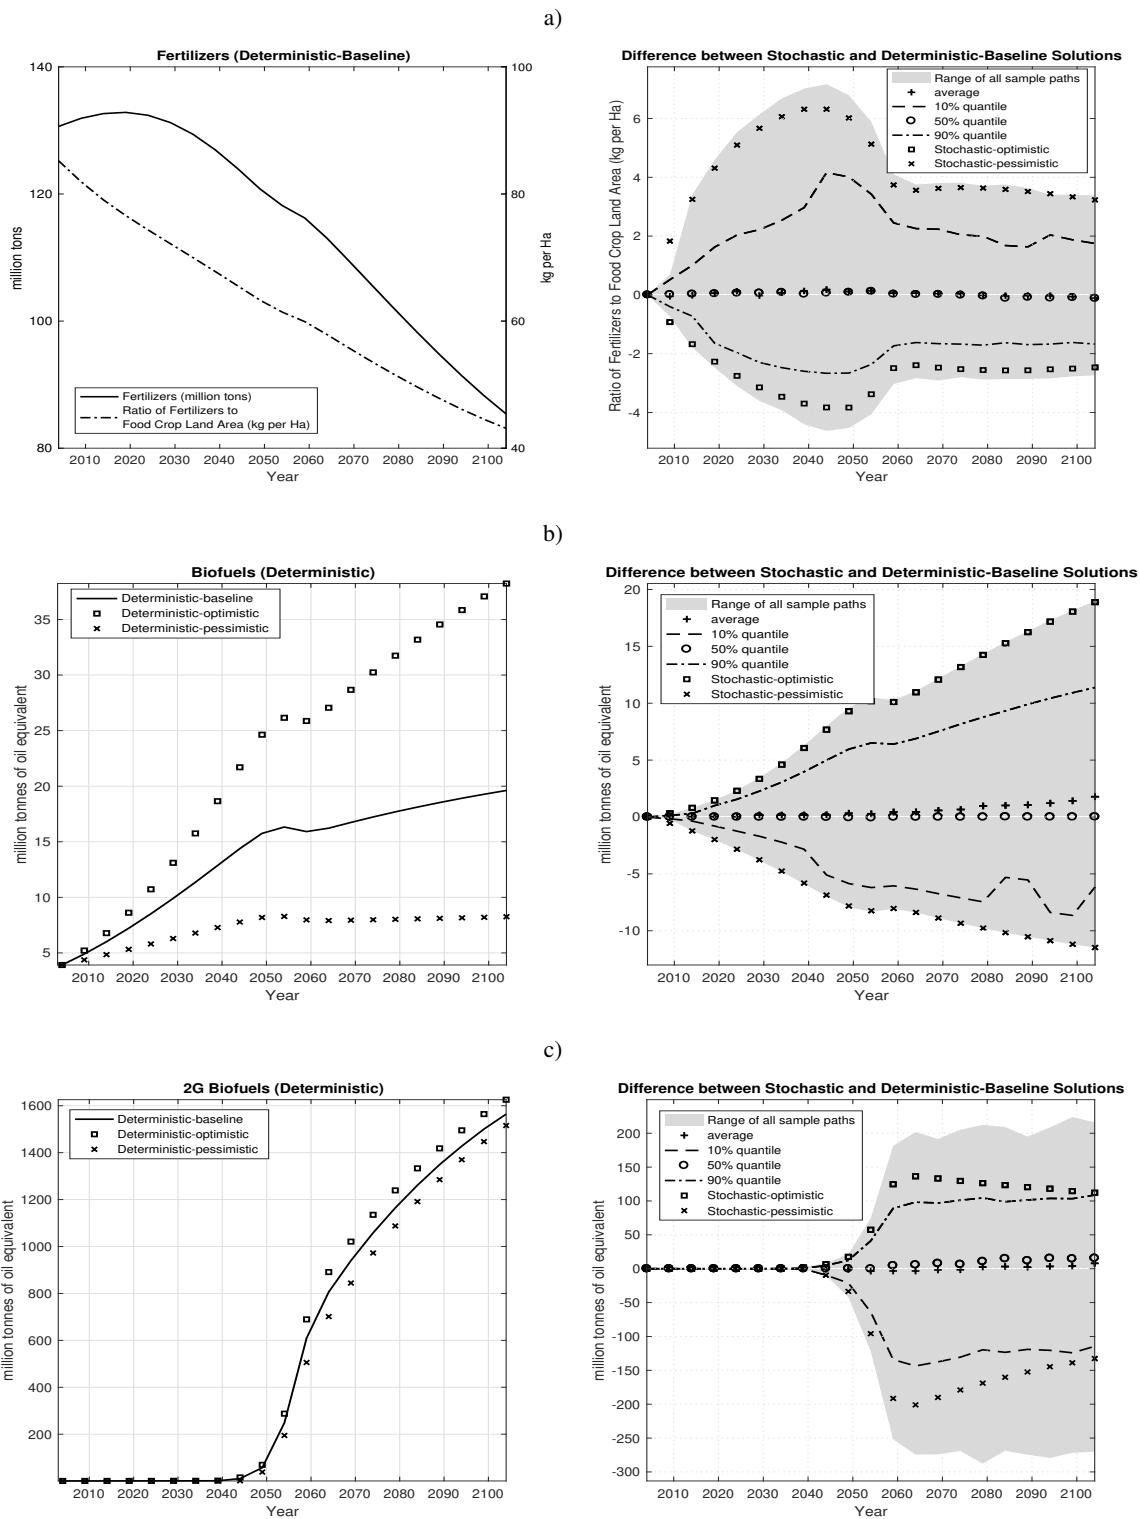 a)
Fertilizers (Deterministic-Baseline)
140
120
100
80
million tons
100
80
60
40
kg per Ha
Fertilizers (million tons)
Ratio of Fertilizers to
Food Crop Land Area (kg per Ha)
2010 2020 2030 2040 2050 2060 2070 2080 2090 2100
Year
Difference between Stochastic and Deterministic-Baseline Solutions
Ratio of Fertilizers to Food Crop Land Area (kg per Ha)
6
4
2
0
-2
-4
Range of all sample paths
average
10% quantile
50% quantile
90% quantile
Stochastic-optimistic
Stochastic-pessimistic
2010 2020 2030 2040 2050 2060 2070 2080 2090 2100
Year
b)
Biofuels (Deterministic)
million tonnes of oil equivalent
35
30
25
20
15
10
5
Deterministic-baseline
Deterministic-optimistic
Deterministic-pessimistic
2010 2020 2030 2040 2050 2060 2070 2080 2090 2100
Year
Difference between Stochastic and Deterministic-Baseline Solutions
million tonnes of oil equivalent
20
15
10
5
0
-5
-10
Range of all sample paths
average
10% quantile
50% quantile
90% quantile
Stochastic-optimistic
Stochastic-pessimistic
2010 2020 2030 2040 2050 2060 2070 2080 2090 2100
Year
c)
2G Biofuels (Deterministic)
million tonnes of oil equivalent
1600
1400
1200
1000
800
600
400
200
Deterministic-baseline
Deterministic-optimistic
Deterministic-pessimistic
2010 2020 2030 2040 2050 2060 2070 2080 2090 2100
Year
Difference between Stochastic and Deterministic-Baseline Solutions
million tonnes of oil equivalent
200
150
100
50
0
-50
-100
-150
-200
-250
-300
Range of all sample paths
average
10% quantile
50% quantile
90% quantile
Stochastic-optimistic
Stochastic-pessimistic
2010 2020 2030 2040 2050 2060 2070 2080 2090 2100
Year